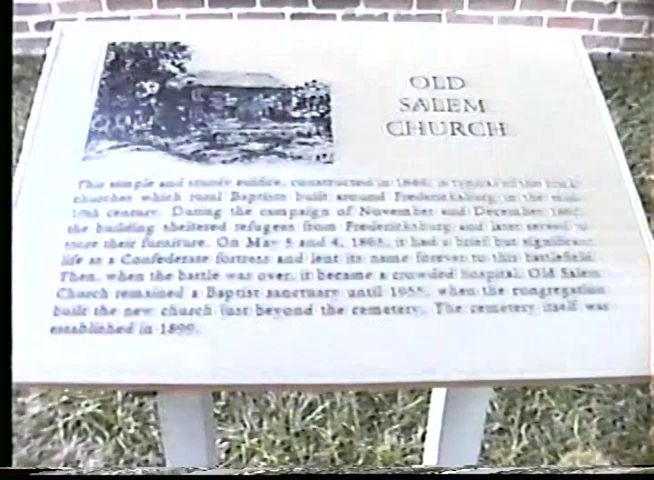 OLD
SALEM
CHURCH
This simple and sturdy edifice, constructed in 1844, is typical of the brick
churches which rural Baptists built around Fredericksburg in the mid-
19th century. During the campaign of November and December 1862,
the building sheltered refugees from Fredericksburg and later served to
store their furniture. On May 3 and 4, 1863, it had a brief but significant
life as a Confederate fortress and lent its name forever to this battlefield.
Then, when the battle was over, it became a crowded hospital. Old Salem
Church remained a Baptist sanctuary until 1955, when the congregation
built the new church just beyond the cemetery. The cemetery itself was
established in 1899.